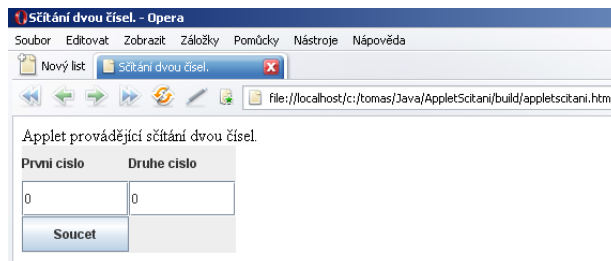 Sčítání dvou čísel. - Opera
Soubor Editovat Zobrazit Záložky Pomůcky Nástroje Nápověda
Nový list Sčítání dvou čísel.
file://localhost/c:/tomas/Java/AppletScitani/build/appletscitani.htm
Applet provádějící sčítání dvou čísel.
Prvni cislo Druhe cislo
0 0
Soucet